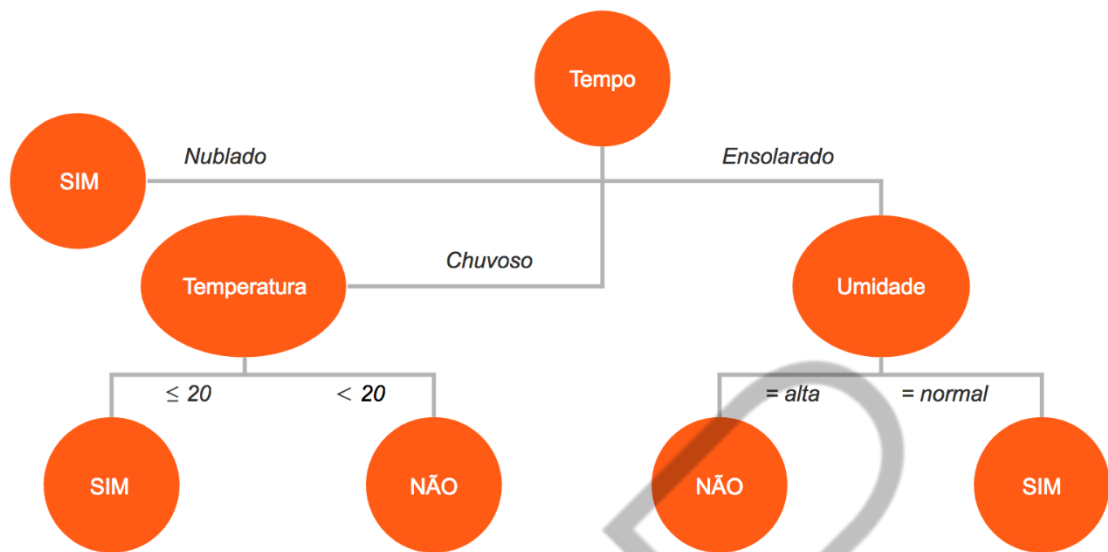 Tempo
Nublado
Ensolarado
SIM
Chuvoso
Temperatura
Umidade
≤ 20
< 20
= alta
= normal
SIM
NÃO
NÃO
SIM